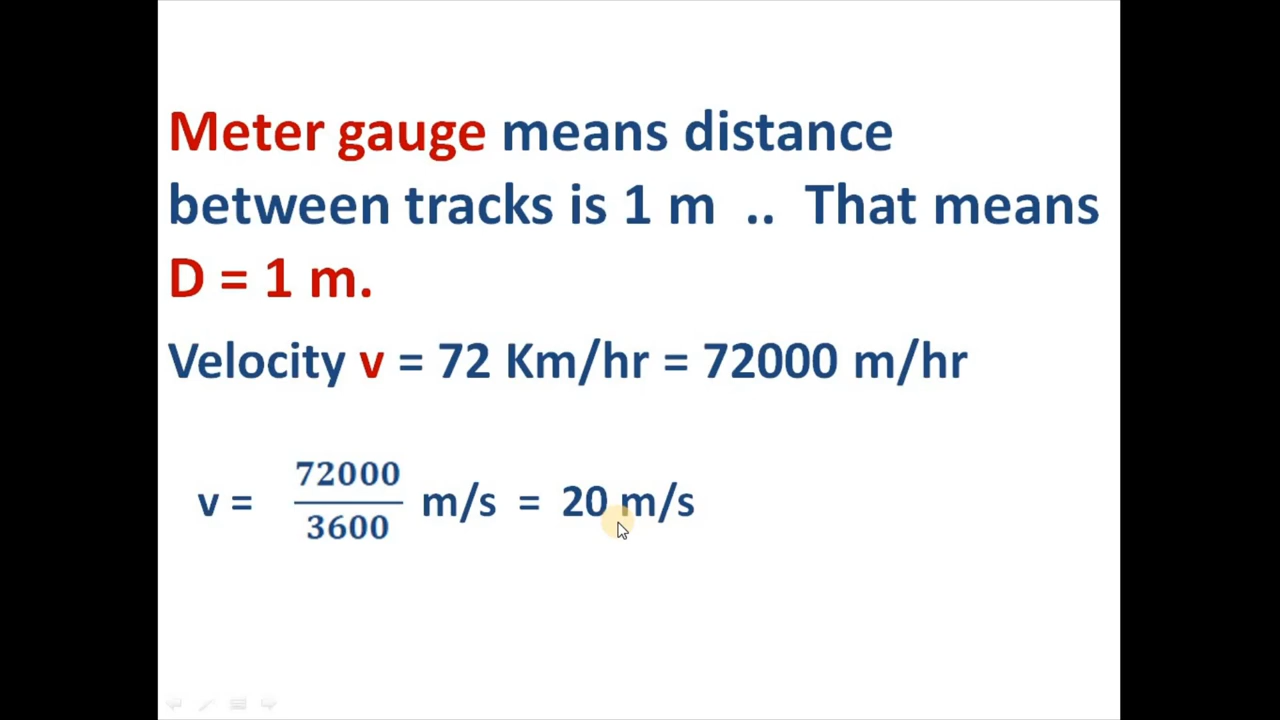 Meter gauge means distance
between tracks is 1 m .. That means
D = 1 m.
Velocity v = 72 Km/hr = 72000 m/hr
v = 72000/3600 m/s = 20 m/s